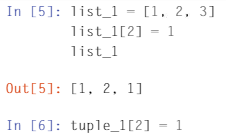 In [5]: list_1 = [1, 2, 3]
list_1[2] = 1
list_1
Out[5]: [1, 2, 1]
In [6]: tuple_1[2] = 1